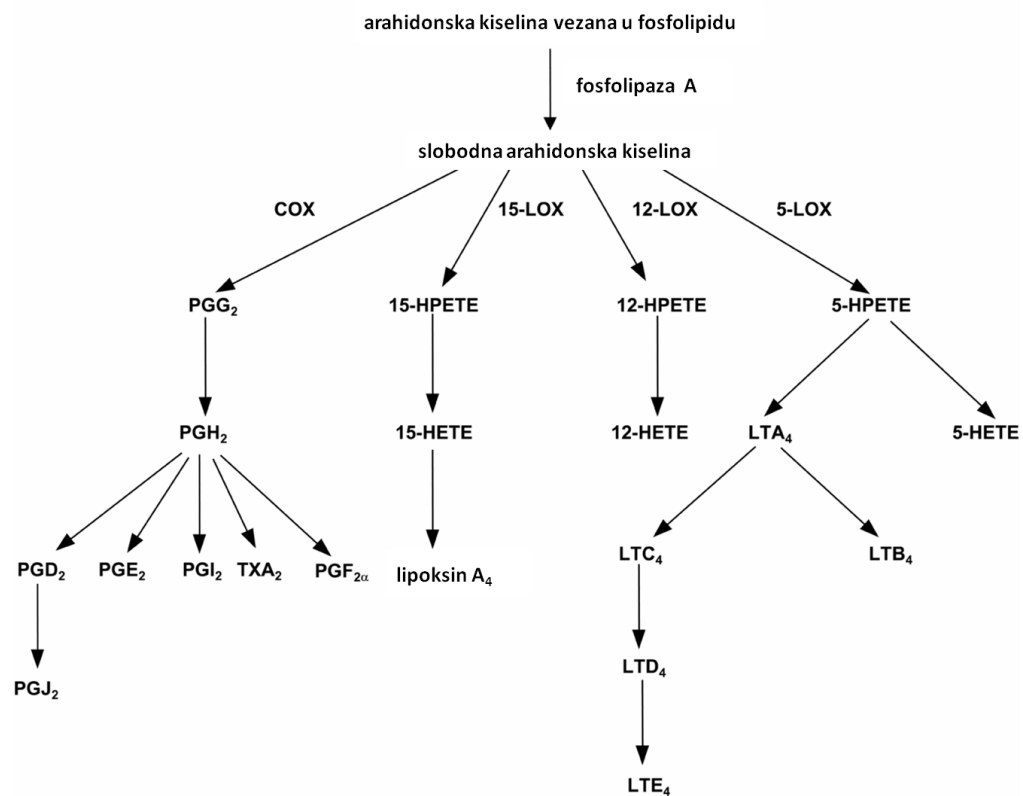 arahidonska kiselina vezana u fosfolipidu
fosfolipaza A
slobodna arahidonska kiselina
COX
15-LOX
12-LOX
5-LOX
PGG₂
15-HPETE
12-HPETE
5-HPETE
PGH₂
15-HETE
12-HETE
LTA₄
5-HETE
PGD₂
PGE₂
PGI₂
TXA₂
PGF₂α
lipoksin A₄
LTC₄
LTB₄
PGJ₂
LTD₄
LTE₄